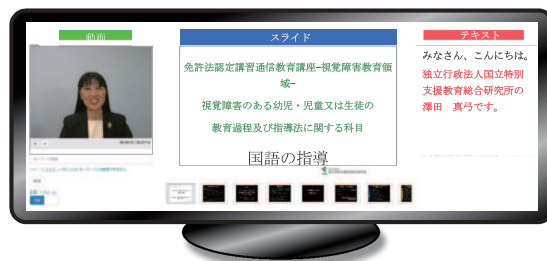 動画
スライド
免許法認定講習通信教育講座−視覚障害教育領
域−
視覚障害のある幼児・児童又は生徒の
教育過程及び指導法に関する科目
国語の指導
テキスト
みなさん、こんにちは。
独立行政法人国立特別
支援教育総合研究所の
澤田　真弓です。